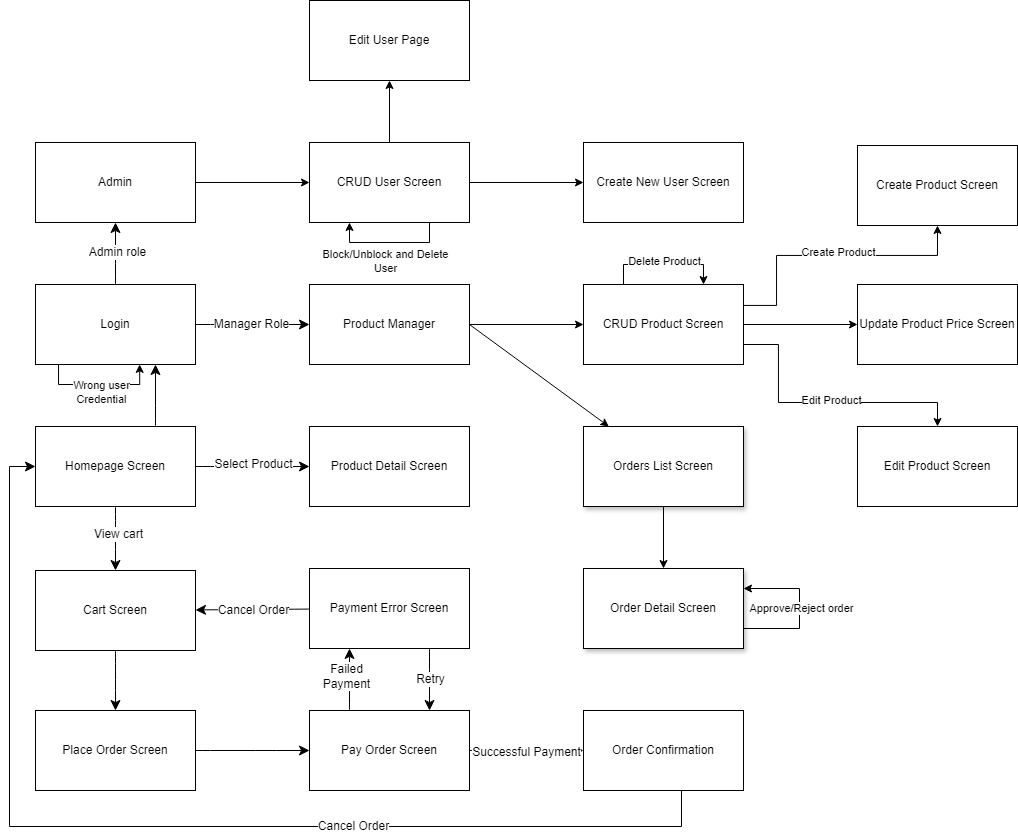 Edit User Page
Admin
CRUD User Screen
Create New User Screen
Create Product Screen
Admin role
Block/Unblock and Delete
User
Delete Product
Create Product
Login
Manager Role
Product Manager
CRUD Product Screen
Update Product Price Screen
Wrong user
Credential
Edit Product
Homepage Screen
Select Product
Product Detail Screen
Orders List Screen
Edit Product Screen
View cart
Cart Screen
Cancel Order
Payment Error Screen
Order Detail Screen
Approve/Reject order
Failed
Payment
Retry
Place Order Screen
Pay Order Screen
Successful Payment
Order Confirmation
Cancel Order